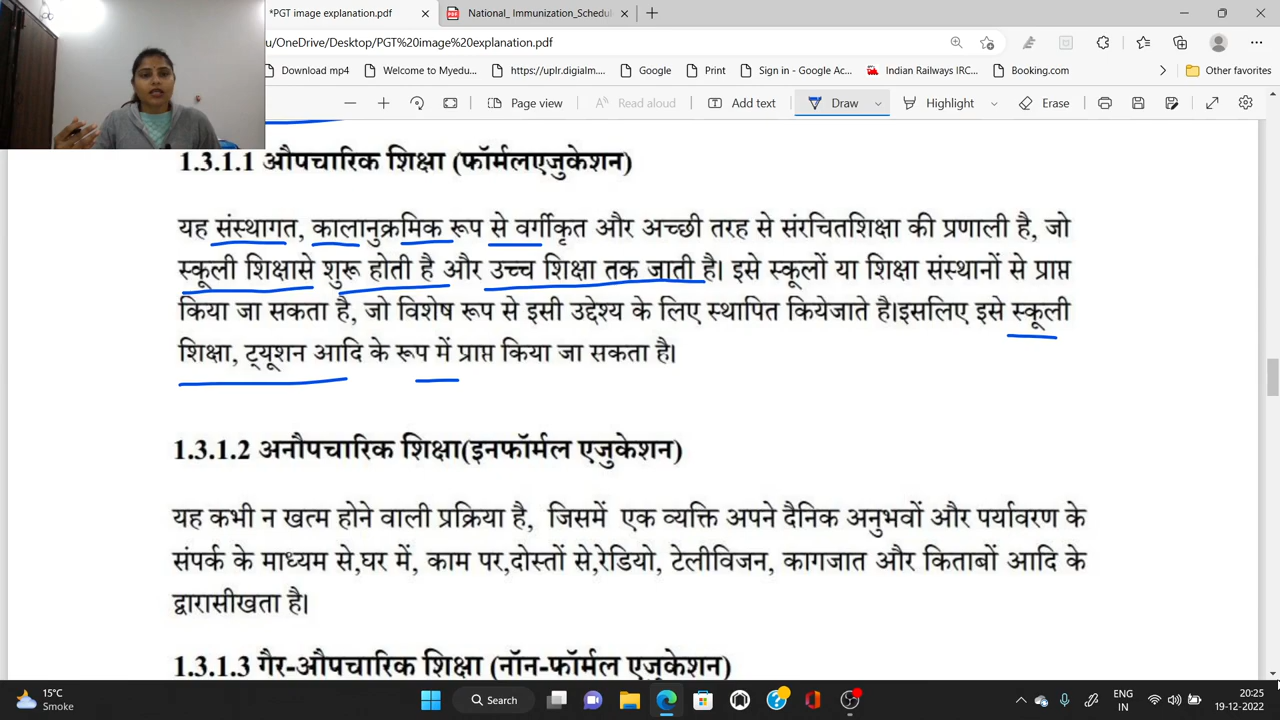 *PGT image explanation.pdf
National_ Immunization_Schedul
u/OneDrive/Desktop/PGT%20image%20explanation.pdf
Download mp4 Welcome to Myedu... https://uplr.digialm.... Google Print Sign in - Google Ac... Indian Railways IRC... Booking.com Other favorites
Page view Read aloud Add text Draw Highlight Erase
1.3.1.1 औपचारिक शिक्षा (फॉर्मलएजुकेशन)
यह संस्थागत, कालानुक्रमिक रूप से वर्गीकृत और अच्छी तरह से संरचितशिक्षा की प्रणाली है, जो
स्कूली शिक्षासे शुरू होती है और उच्च शिक्षा तक जाती है। इसे स्कूलों या शिक्षा संस्थानों से प्राप्त
किया जा सकता है, जो विशेष रूप से इसी उद्देश्य के लिए स्थापित कियेजाते है।इसलिए इसे स्कूली
शिक्षा, ट्यूशन आदि के रूप में प्राप्त किया जा सकता है।
1.3.1.2 अनौपचारिक शिक्षा(इनफॉर्मल एजुकेशन)
यह कभी न खत्म होने वाली प्रक्रिया है, जिसमें एक व्यक्ति अपने दैनिक अनुभवों और पर्यावरण के
संपर्क के माध्यम से,घर में, काम पर,दोस्तों से,रेडियो, टेलीविजन, कागजात और किताबों आदि के
द्वारासीखता है।
1.3.1.3 गैर-औपचारिक शिक्षा (नॉन-फॉर्मल एजुकेशन)
15°C
Smoke
Search
ENG
IN
20:25
19-12-2022